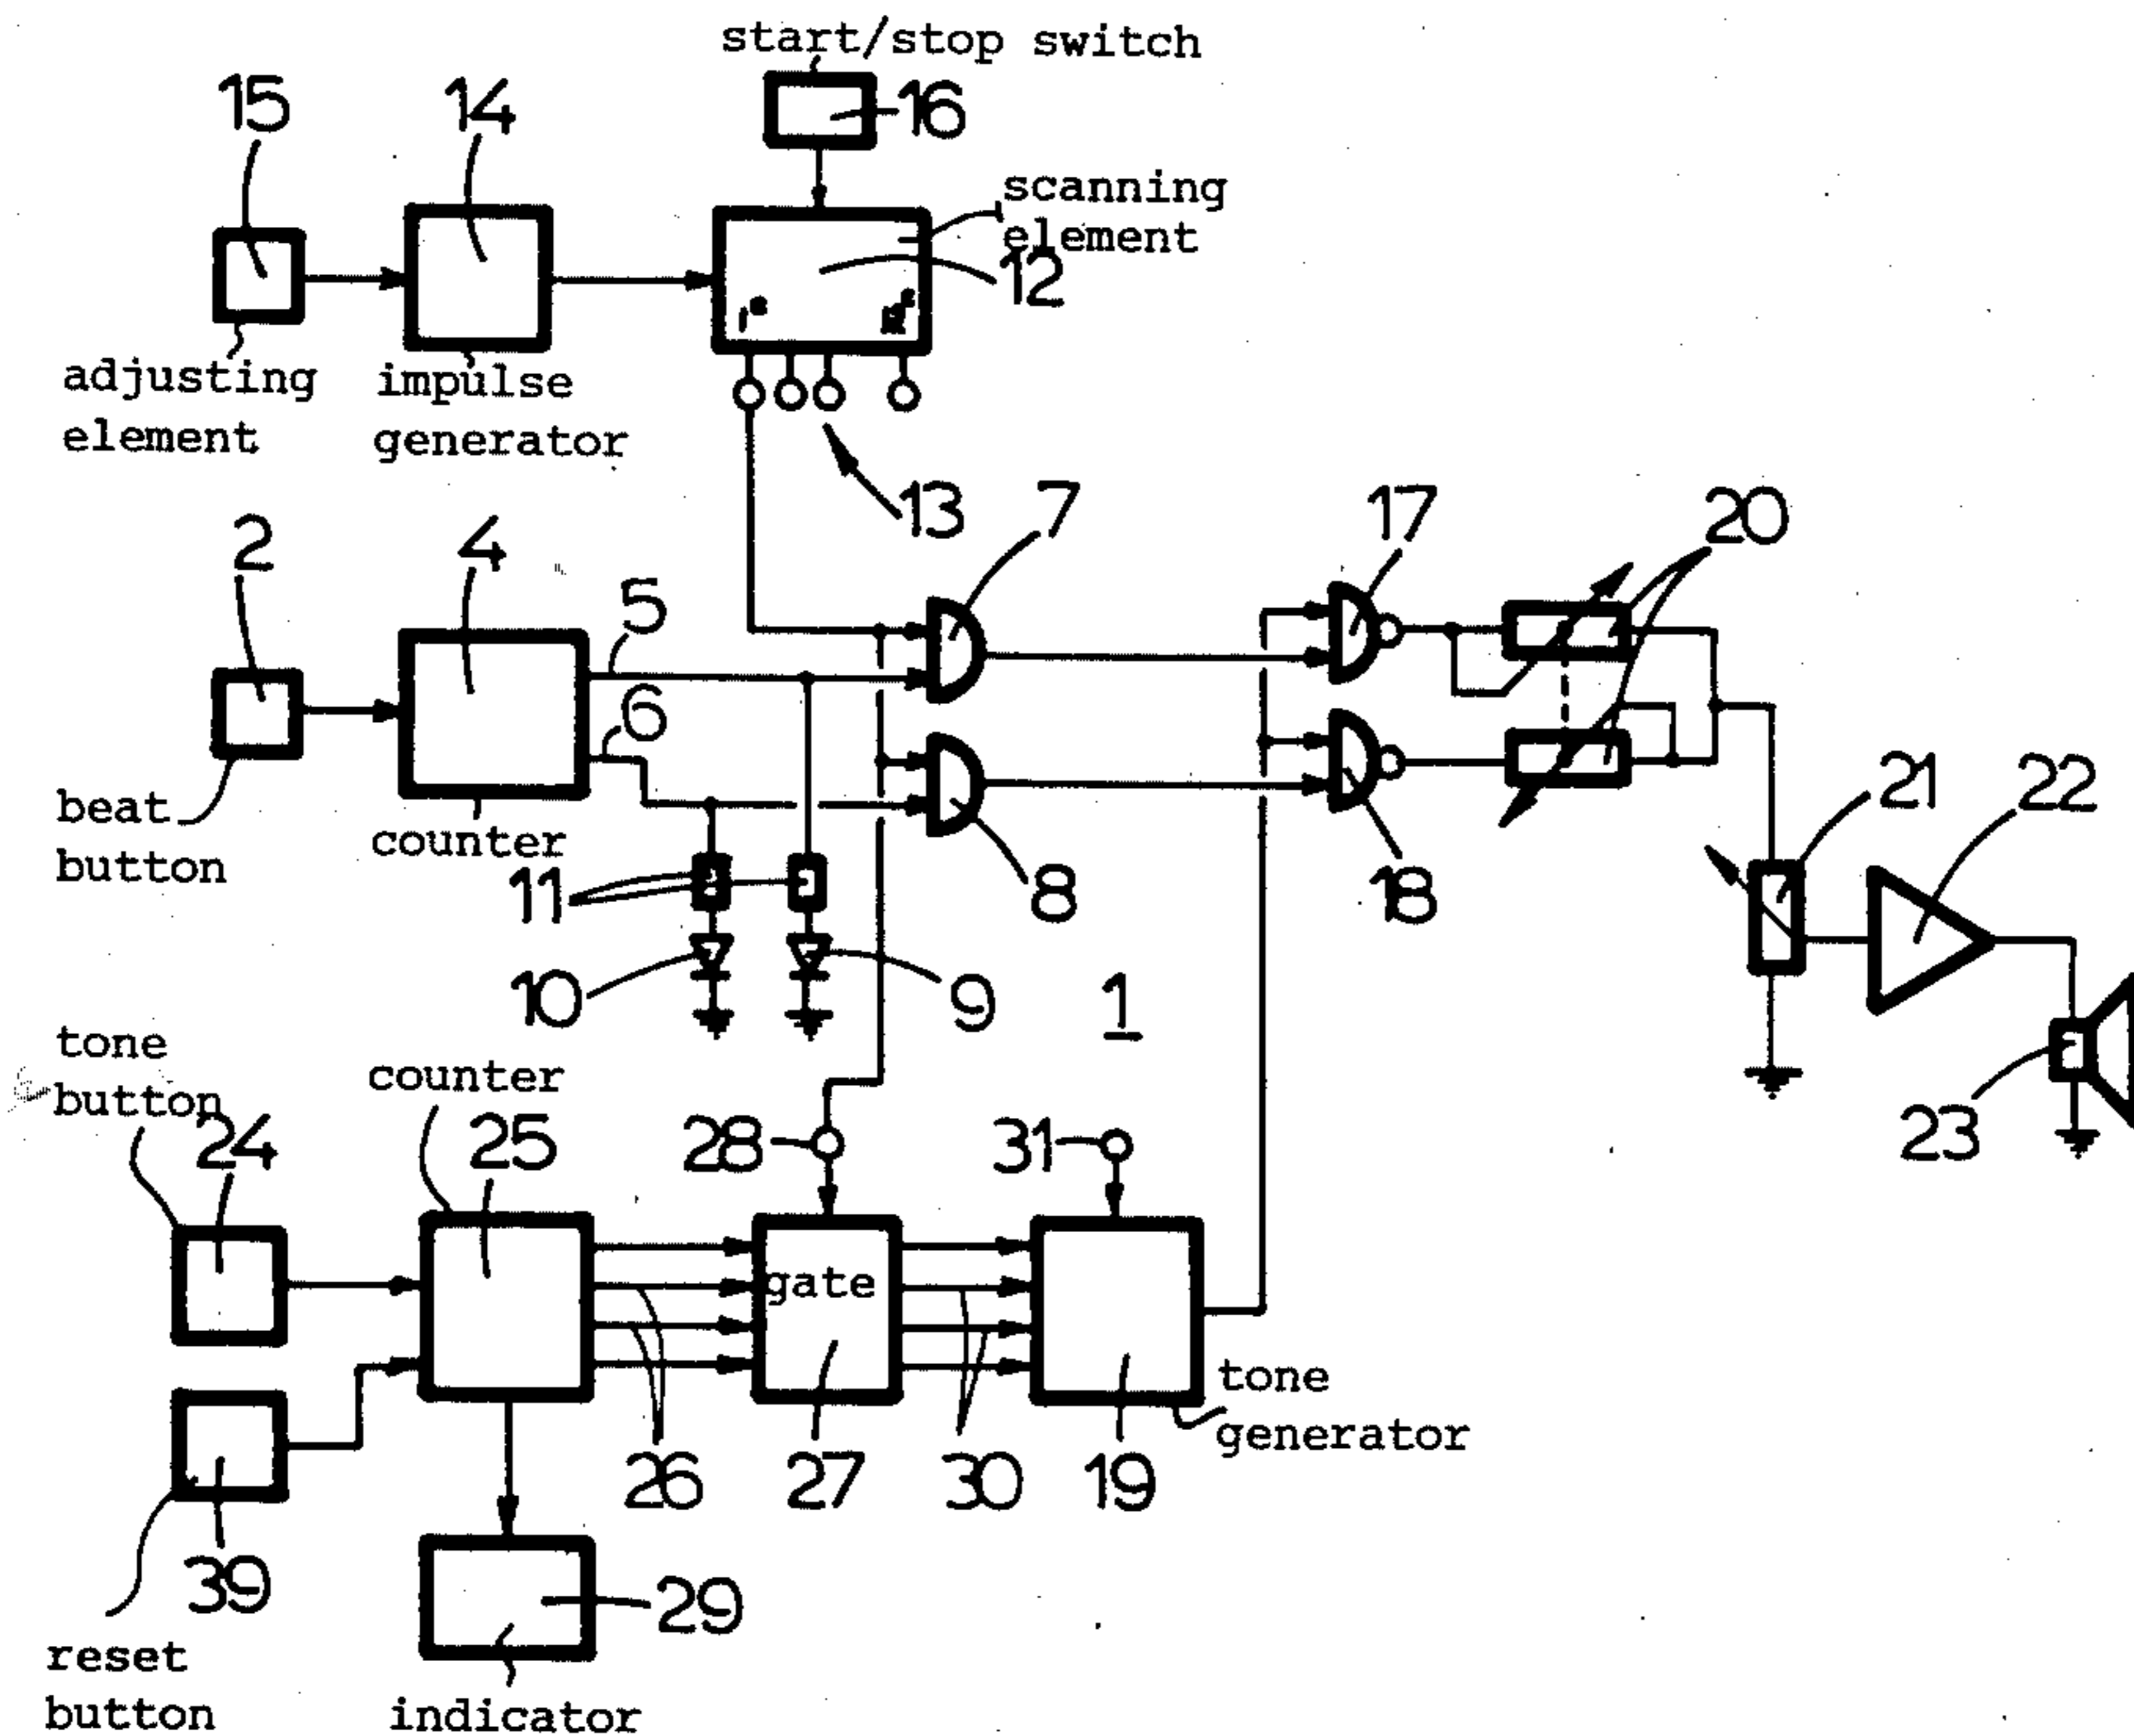 start/stop switch
15
14
16
scanning
element
12
adjusting
element
impulse
generator
13
7
17
20
2
4
5
6
beat
button
counter
11
8
18
21
22
10
9
1
23
tone
button
24
counter
25
28
31
gate
tone
generator
26
27
30
19
39
29
reset
button
indicator